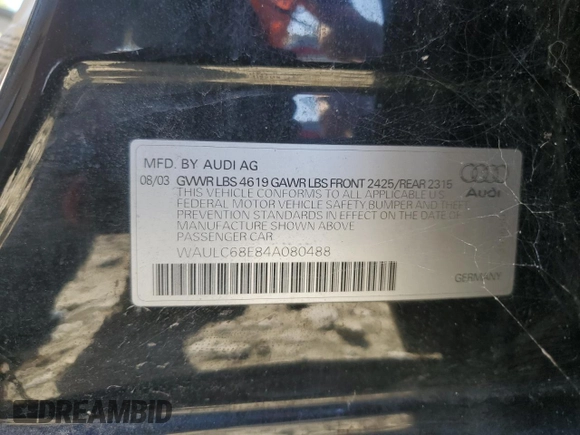 MFD. BY AUDI AG
08/03 GVWR LBS 4619 GAWR LBS FRONT 2425/REAR 2315
THIS VEHICLE CONFORMS TO ALL APPLICABLE U.S.
FEDERAL MOTOR VEHICLE SAFETY BUMPER AND THEFT
PREVENTION STANDARDS IN EFFECT ON THE DATE OF
MANUFACTURE SHOWN ABOVE
PASSENGER CAR
WAULC68E84A080488
Audi
GERMANY
DREAMBID